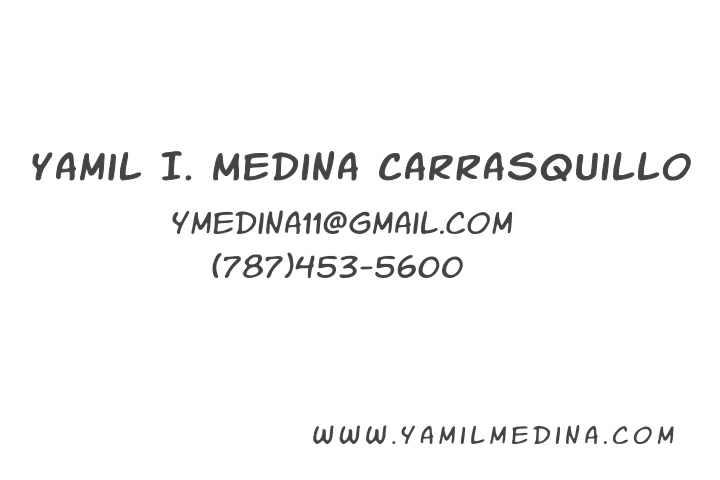 YAMIL I. MEDINA CARRASQUILLO
YMEDINA11@GMAIL.COM
(787)453-5600
WWW.YAMILMEDINA.COM